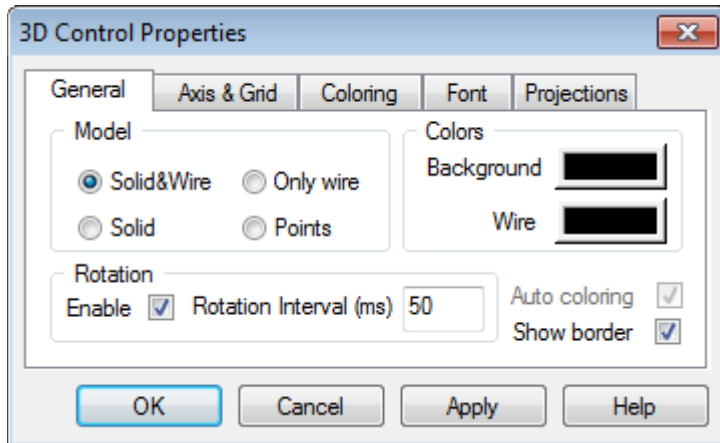 3D Control Properties
General Axis & Grid Coloring Font Projections
Model
Solid&Wire Only wire
Solid Points
Colors
Background
Wire
Rotation
Enable Rotation Interval (ms) 50
Auto coloring
Show border
OK Cancel Apply Help